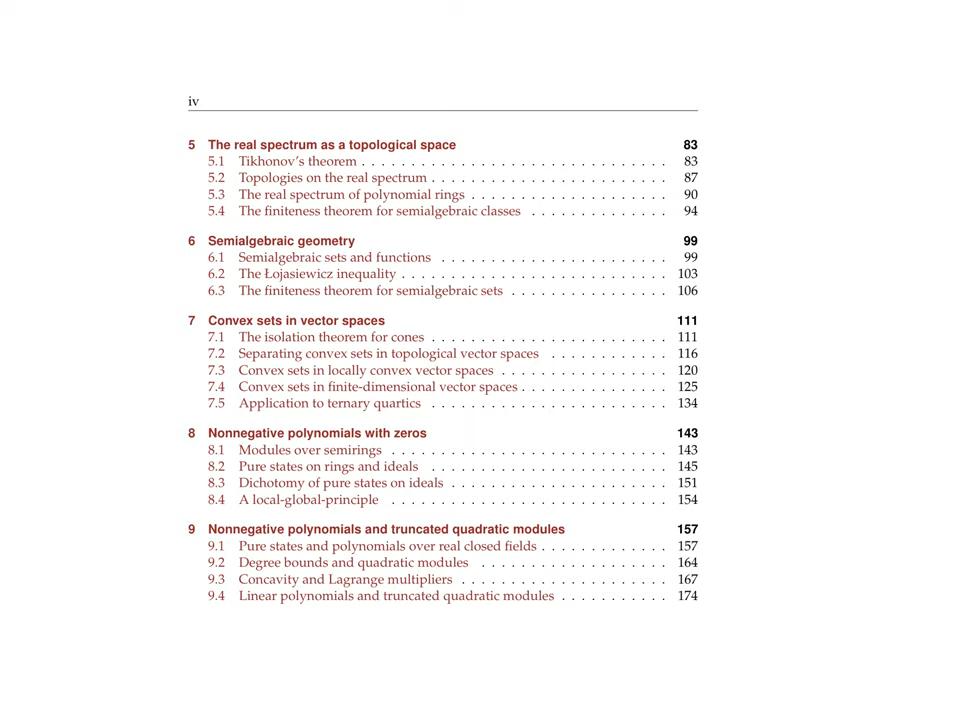 iv
5 The real spectrum as a topological space 83
5.1 Tikhonov's theorem . . . . . . . . . . . . . . . . . . . . . . . . . . . . . . . 83
5.2 Topologies on the real spectrum . . . . . . . . . . . . . . . . . . . . . . . . 87
5.3 The real spectrum of polynomial rings . . . . . . . . . . . . . . . . . . . . 90
5.4 The finiteness theorem for semialgebraic classes . . . . . . . . . . . . . . 94
6 Semialgebraic geometry 99
6.1 Semialgebraic sets and functions . . . . . . . . . . . . . . . . . . . . . . . 99
6.2 The Łojasiewicz inequality . . . . . . . . . . . . . . . . . . . . . . . . . . . 103
6.3 The finiteness theorem for semialgebraic sets . . . . . . . . . . . . . . . . 106
7 Convex sets in vector spaces 111
7.1 The isolation theorem for cones . . . . . . . . . . . . . . . . . . . . . . . . 111
7.2 Separating convex sets in topological vector spaces . . . . . . . . . . . . 116
7.3 Convex sets in locally convex vector spaces . . . . . . . . . . . . . . . . . 120
7.4 Convex sets in finite-dimensional vector spaces . . . . . . . . . . . . . . . 125
7.5 Application to ternary quartics . . . . . . . . . . . . . . . . . . . . . . . . 134
8 Nonnegative polynomials with zeros 143
8.1 Modules over semirings . . . . . . . . . . . . . . . . . . . . . . . . . . . . 143
8.2 Pure states on rings and ideals . . . . . . . . . . . . . . . . . . . . . . . . 145
8.3 Dichotomy of pure states on ideals . . . . . . . . . . . . . . . . . . . . . . 151
8.4 A local-global-principle . . . . . . . . . . . . . . . . . . . . . . . . . . . . 154
9 Nonnegative polynomials and truncated quadratic modules 157
9.1 Pure states and polynomials over real closed fields . . . . . . . . . . . . . 157
9.2 Degree bounds and quadratic modules . . . . . . . . . . . . . . . . . . . 164
9.3 Concavity and Lagrange multipliers . . . . . . . . . . . . . . . . . . . . . 167
9.4 Linear polynomials and truncated quadratic modules . . . . . . . . . . . 174